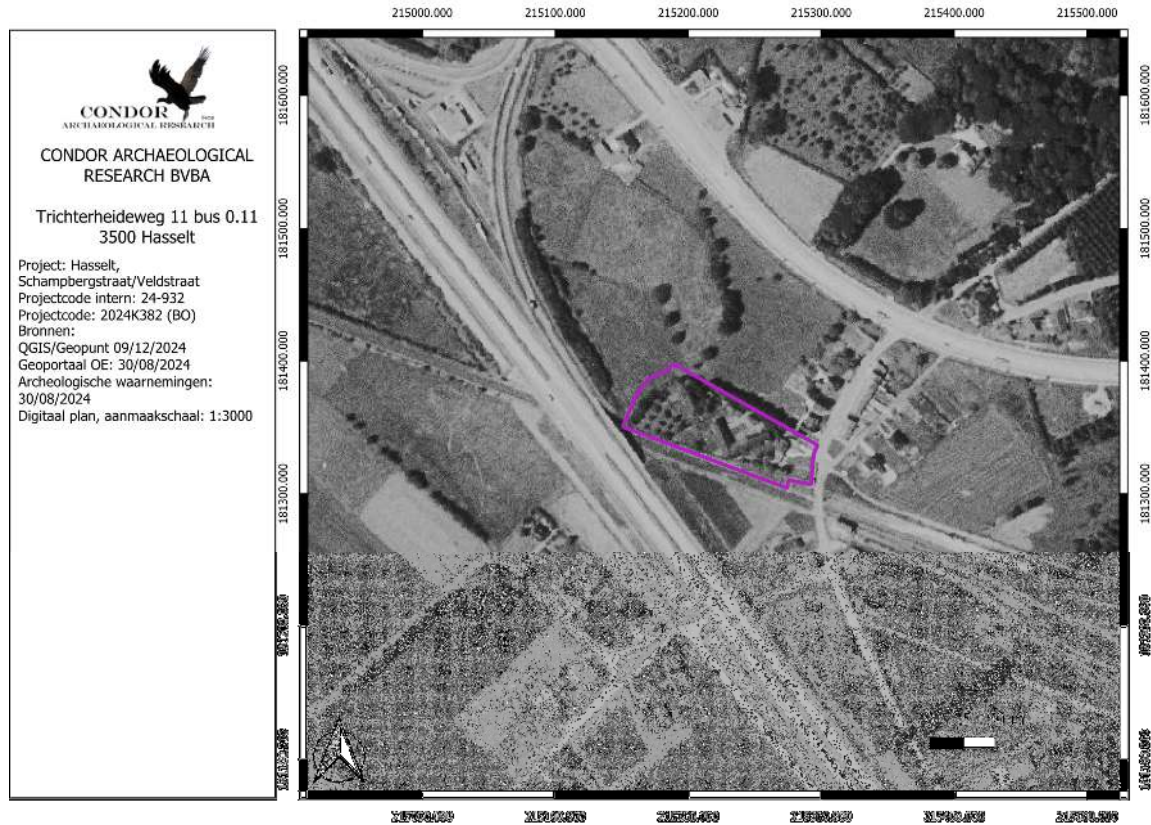 215000.000 215100.000 215200.000 215300.000 215400.000 215500.000
CONDOR
ARCHAEOLOGICAL RESEARCH
CONDOR ARCHAEOLOGICAL
RESEARCH BVBA
Trichterheideweg 11 bus 0.11
3500 Hasselt
Project: Hasselt,
Schampbergstraat/Veldstraat
Projectcode intern: 24-932
Projectcode: 2024K382 (BO)
Bronnen:
QGIS/Geopunt 09/12/2024
Geoportaal OE: 30/08/2024
Archeologische waarnemingen:
30/08/2024
Digitaal plan, aanmaakschaal: 1:3000
181600.000
181500.000
181400.000
181300.000
181600.000
181500.000
181400.000
181300.000